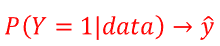 P(Y = 1|data) → ŷ